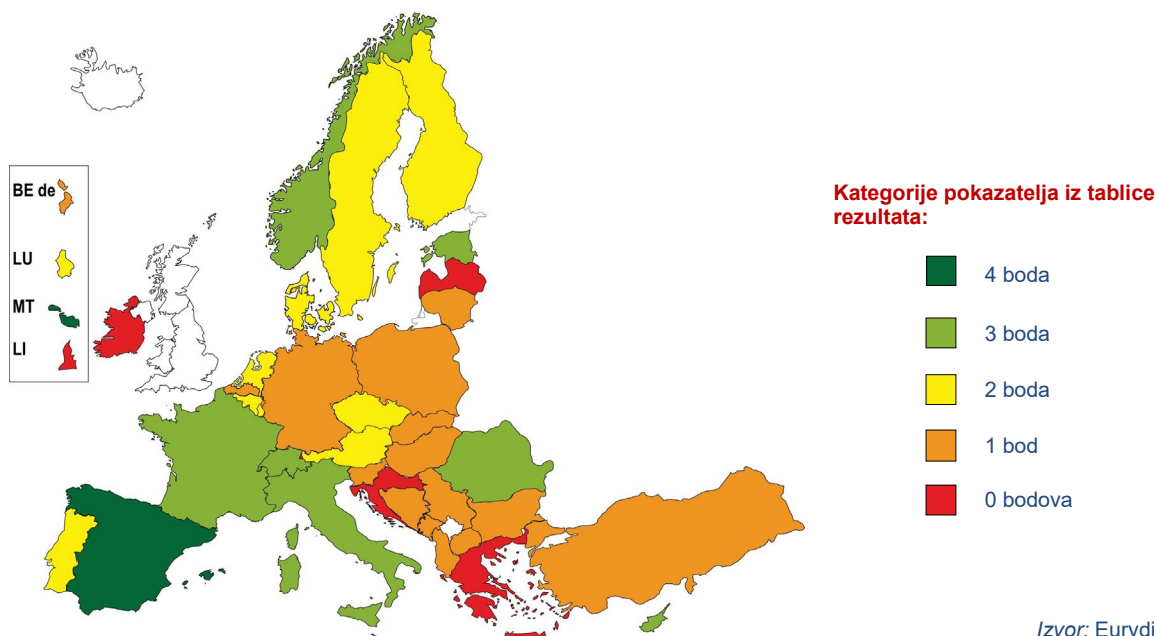 BE de
LU
MT
LI
Kategorije pokazatelja iz tablice
rezultata:
4 boda
3 boda
2 boda
1 bod
0 bodova
Izvor: Eurydi